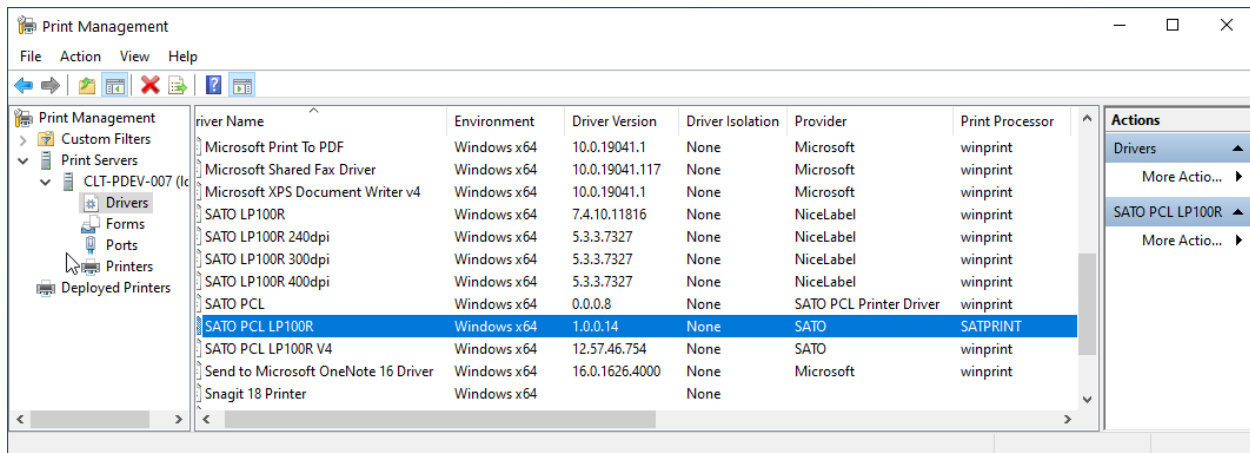 Print Management
File Action View Help
Print Management
Custom Filters
Print Servers
CLT-PDEV-007 (lc
Drivers
Forms
Ports
Printers
Deployed Printers
river Name Environment Driver Version Driver Isolation Provider Print Processor
Microsoft Print To PDF Windows x64 10.0.19041.1 None Microsoft winprint
Microsoft Shared Fax Driver Windows x64 10.0.19041.117 None Microsoft winprint
Microsoft XPS Document Writer v4 Windows x64 10.0.19041.1 None Microsoft winprint
SATO LP100R Windows x64 7.4.10.11816 None NiceLabel winprint
SATO LP100R 240dpi Windows x64 5.3.3.7327 None NiceLabel winprint
SATO LP100R 300dpi Windows x64 5.3.3.7327 None NiceLabel winprint
SATO LP100R 400dpi Windows x64 5.3.3.7327 None NiceLabel winprint
SATO PCL Windows x64 0.0.0.8 None SATO PCL Printer Driver winprint
SATO PCL LP100R Windows x64 1.0.0.14 None SATO SATPRINT
SATO PCL LP100R V4 Windows x64 12.57.46.754 None SATO winprint
Send to Microsoft OneNote 16 Driver Windows x64 16.0.1626.4000 None Microsoft winprint
Snagit 18 Printer Windows x64 None
Actions
Drivers
More Actio...
SATO PCL LP100R
More Actio...